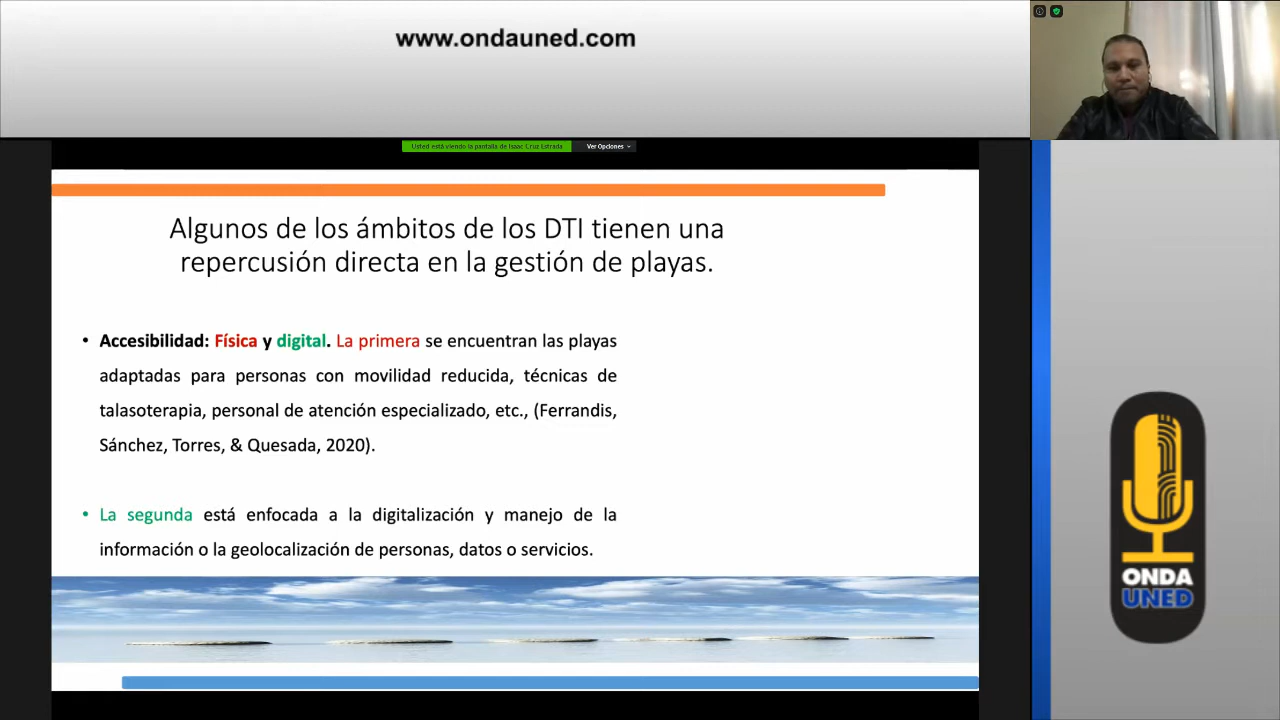 www.ondauned.com
Usted está viendo la pantalla de Isaac Cruz Estrada
Ver Opciones
Algunos de los ámbitos de los DTI tienen una
repercusión directa en la gestión de playas.
• Accesibilidad: Física y digital. La primera se encuentran las playas
adaptadas para personas con movilidad reducida, técnicas de
talasoterapia, personal de atención especializado, etc., (Ferrandis,
Sánchez, Torres, & Quesada, 2020).
• La segunda está enfocada a la digitalización y manejo de la
información o la geolocalización de personas, datos o servicios.
ONDA
UNED